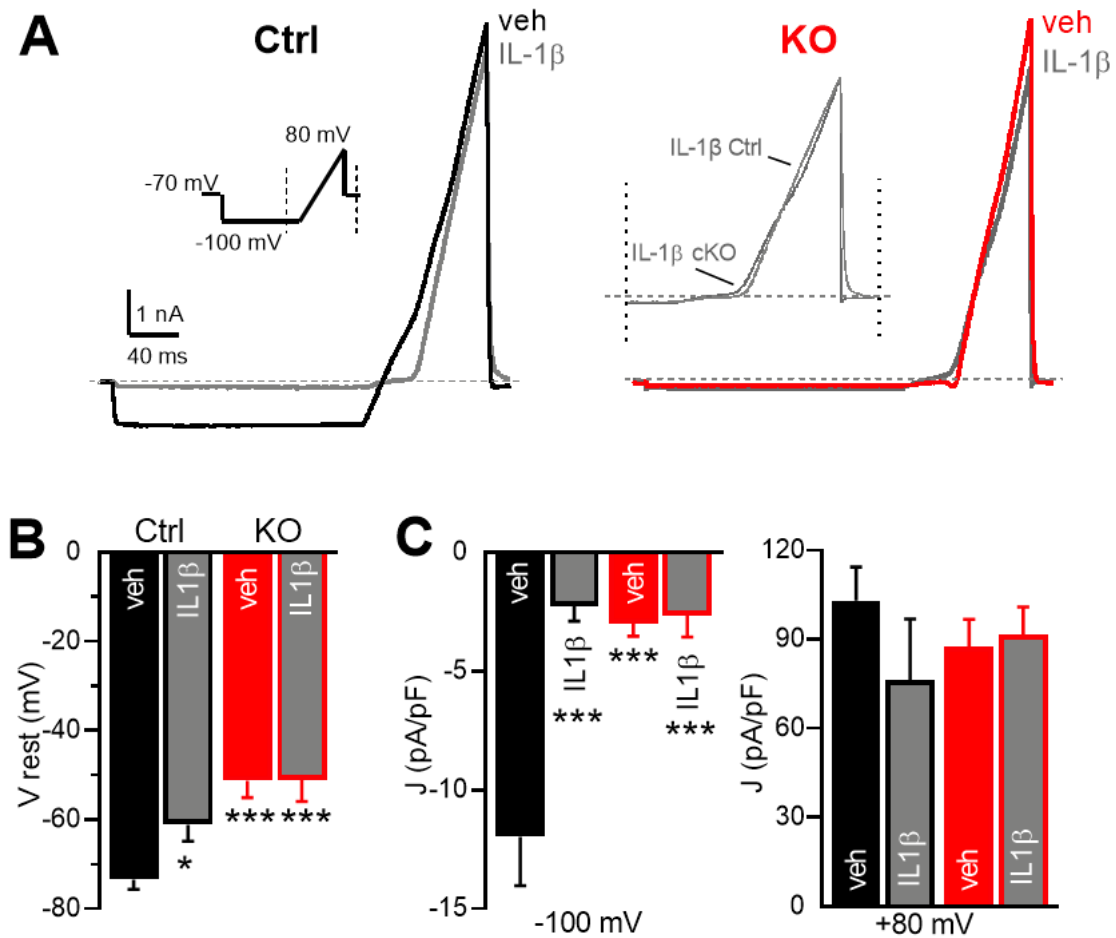 A
Ctrl
veh
IL-1β
80 mV
-70 mV
-100 mV
1 nA
40 ms
KO
veh
IL-1β
IL-1β Ctrl
IL-1β cKO
B
Ctrl KO
V rest (mV)
0
-20
-40
-60
-80
veh
IL1β
veh
IL1β
*
***
***
C
J (pA/pF)
0
-5
-10
-15
veh
IL1β
***
veh
***
IL1β
***
-100 mV
J (pA/pF)
120
90
60
30
0
veh
IL1β
veh
IL1β
+80 mV